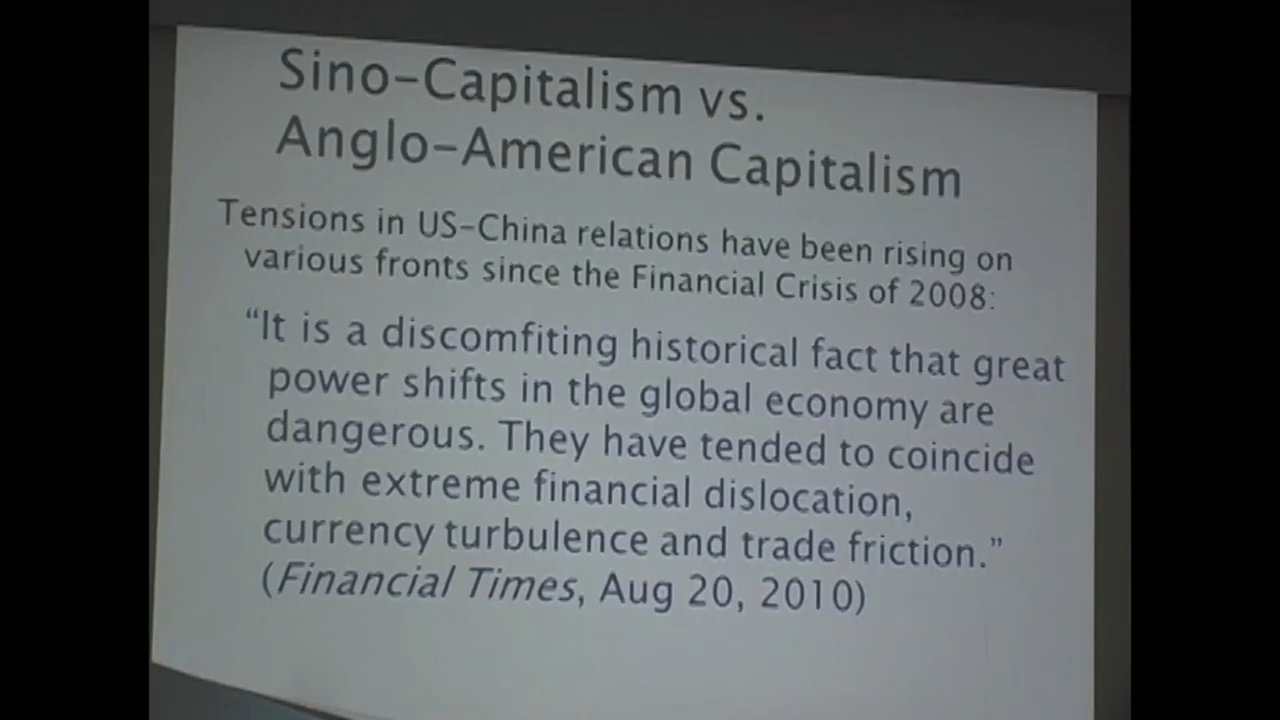 Sino-Capitalism vs.
Anglo-American Capitalism
Tensions in US-China relations have been rising on
various fronts since the Financial Crisis of 2008:
“It is a discomfiting historical fact that great
power shifts in the global economy are
dangerous. They have tended to coincide
with extreme financial dislocation,
currency turbulence and trade friction.”
(Financial Times, Aug 20, 2010)